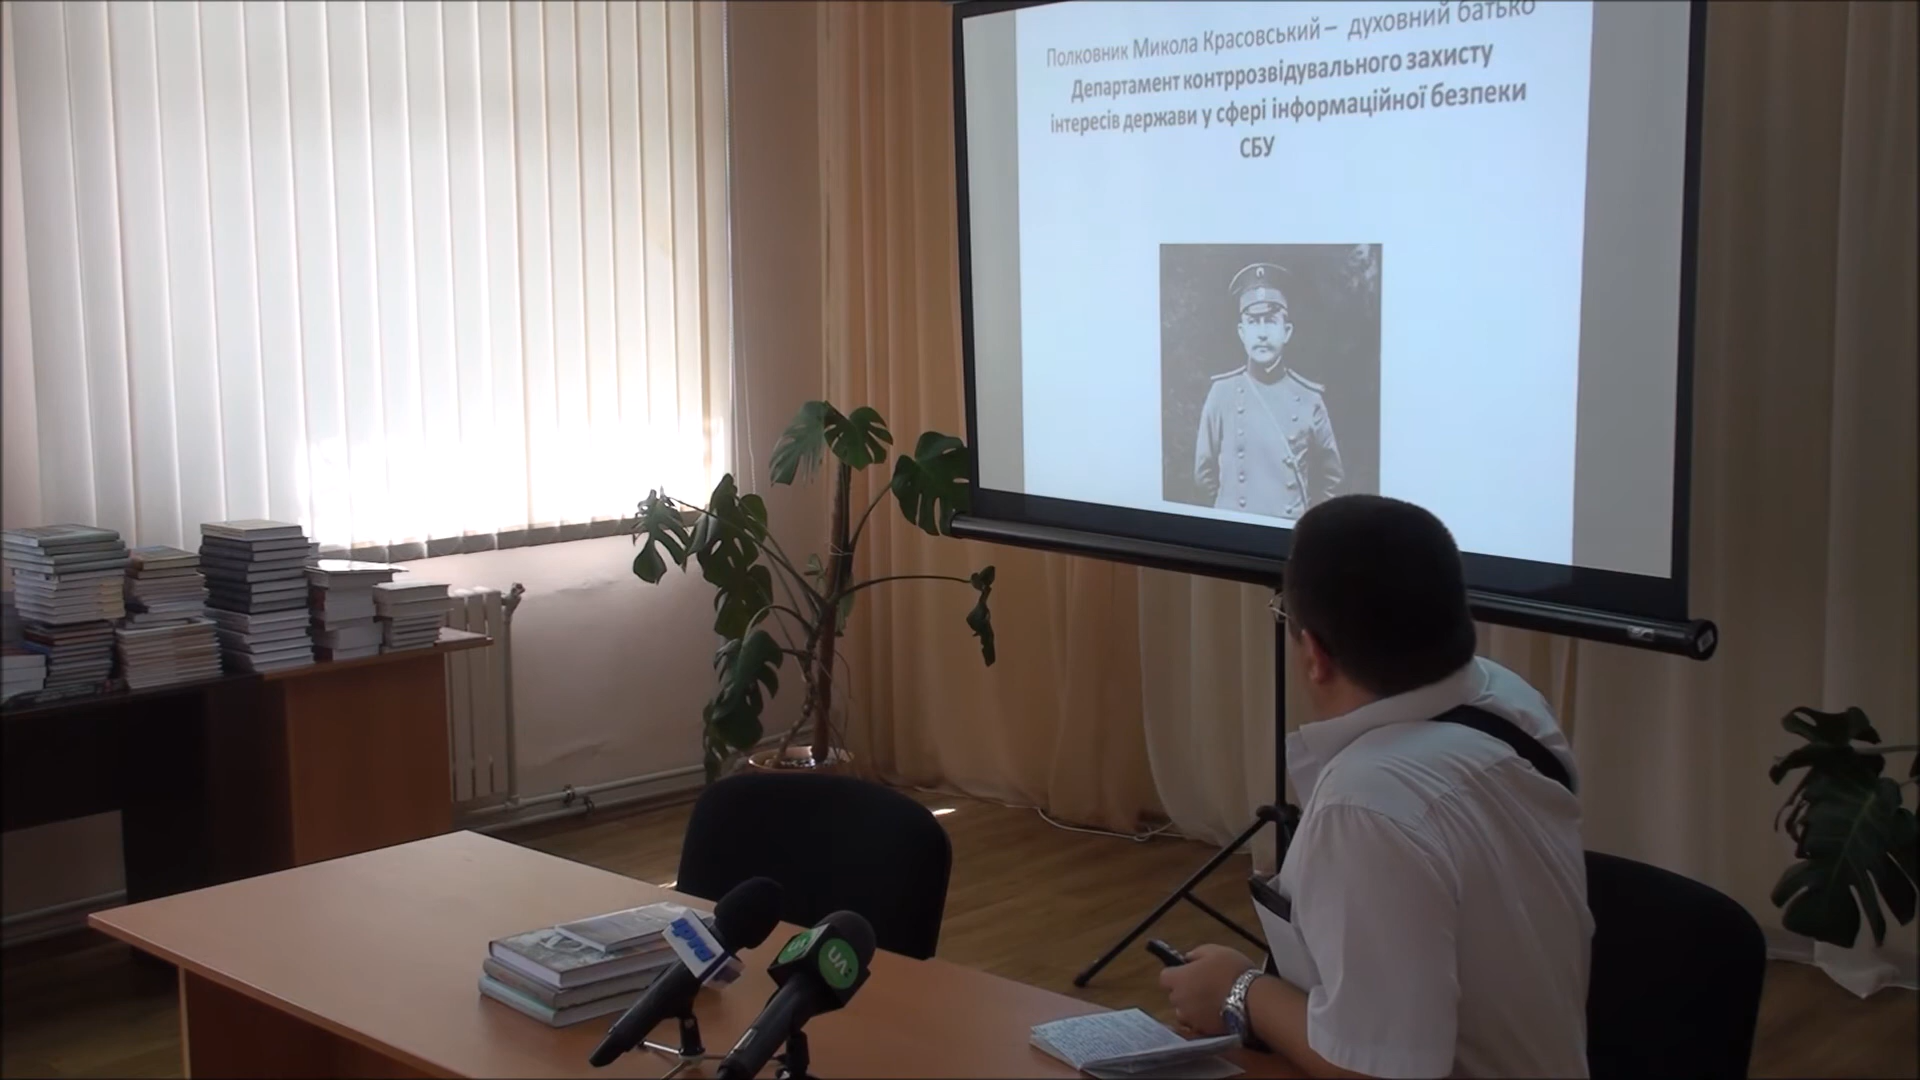 Полковник Микола Красовський – духовний батько
Департамент контррозвідувального захисту
інтересів держави у сфері інформаційної безпеки
СБУ